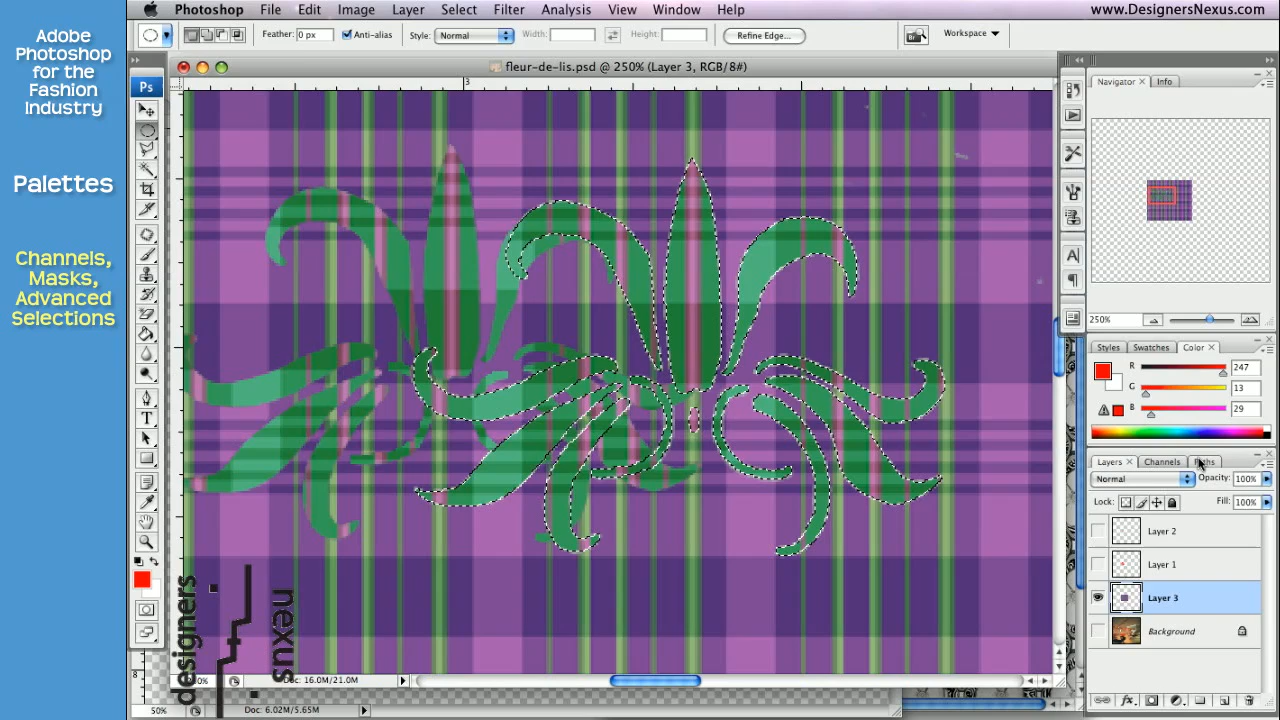 Adobe
Photoshop
for the
Fashion
Industry
Palettes
Channels,
Masks,
Advanced
Selections
Photoshop File Edit Image Layer Select Filter Analysis View Window Help
www.DesignersNexus.com
Feather: 0 px Anti-alias Style: Normal Width: Height: Refine Edge... Workspace
fleur-de-lis.psd @ 250% (Layer 3, RGB/8#)
3
Ps
Navigator Info
250%
Styles Swatches Color
R 247
G 13
B 29
Layers Channels Paths
Normal Opacity: 100%
Lock: Fill: 100%
Layer 2
Layer 1
Layer 3
Background
designers
nexus
Doc: 16.0M/21.0M
8
50% Doc: 6.02M/5.65M